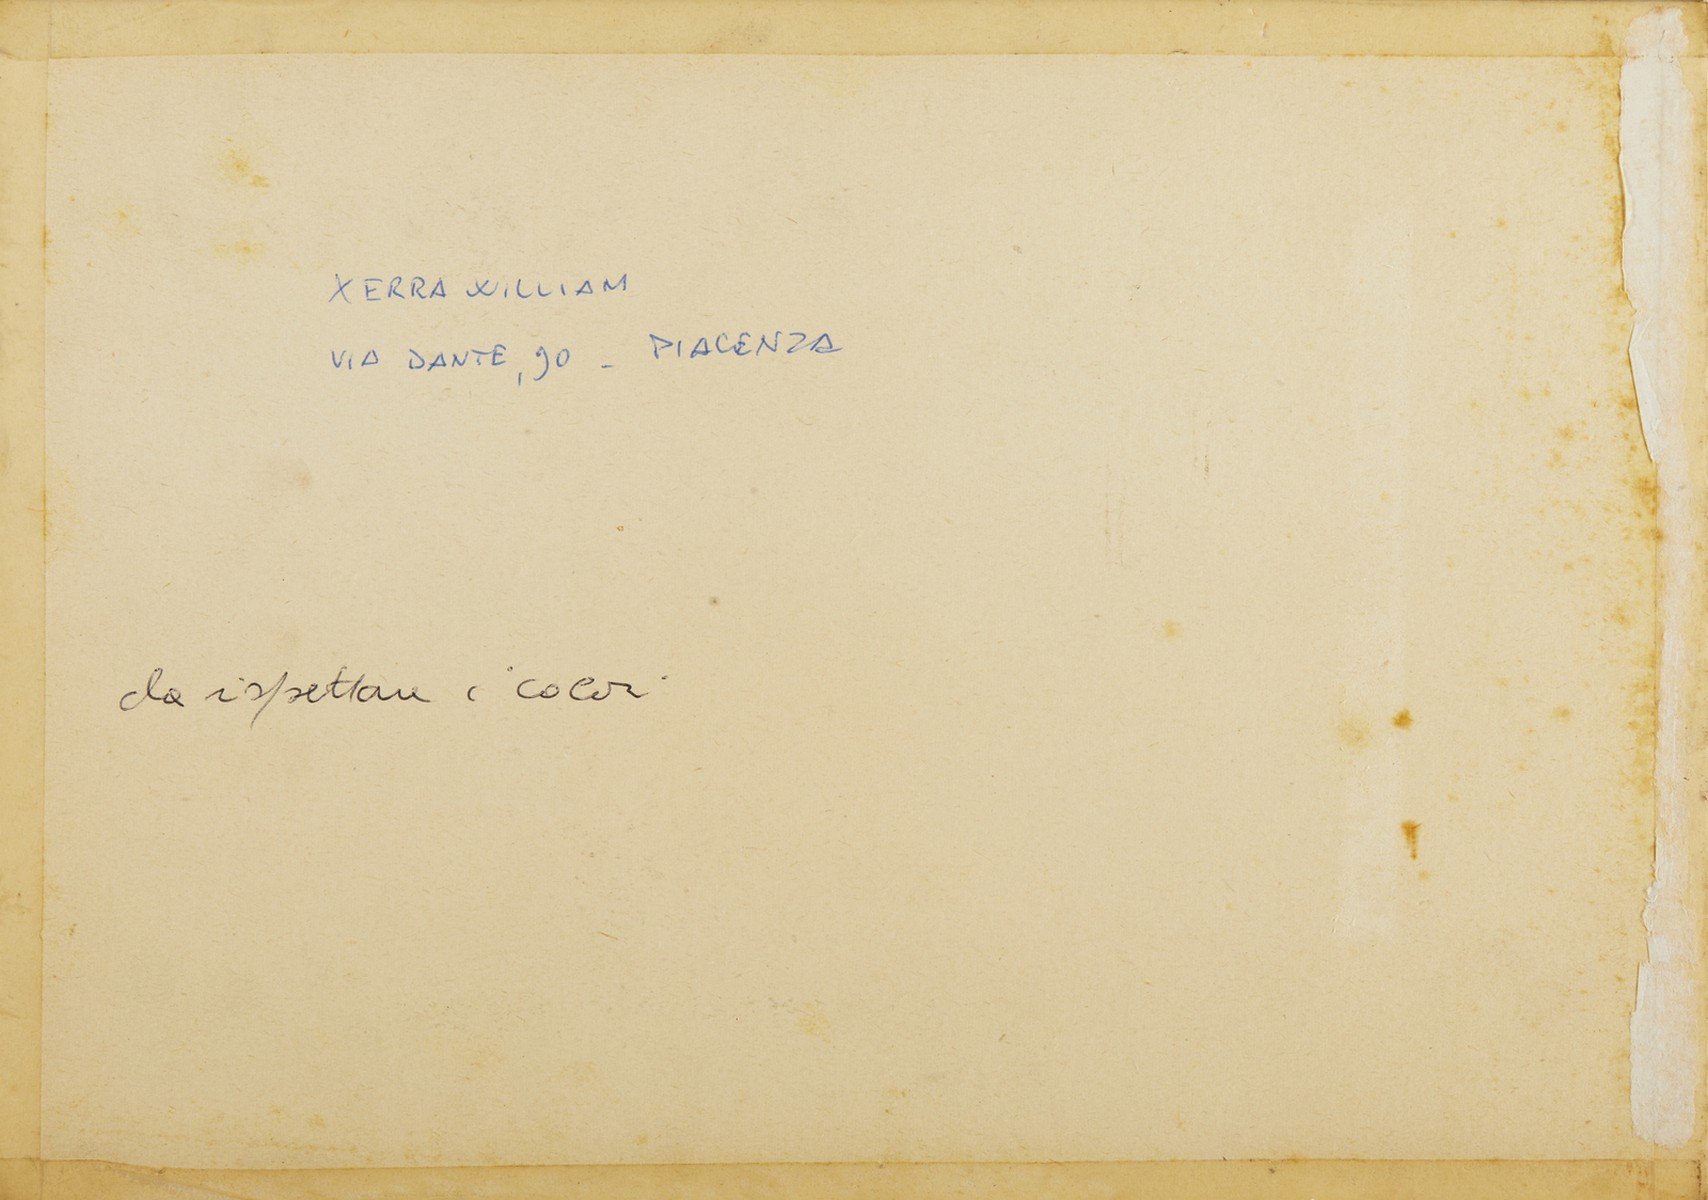 XERRA WILLIAM
VIA DANTE, 90 - PIACENZA
da rispettare i colori